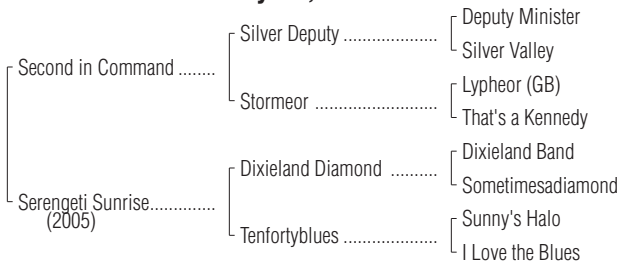 Deputy Minister
Silver Deputy ...................
Silver Valley
Second in Command ........
Lypheor (GB)
Stormeor .........................
That's a Kennedy
Dixieland Band
Dixieland Diamond ..........
Sometimesadiamond
Serengeti Sunrise..............
(2005)
Sunny's Halo
Tenfortyblues ...................
I Love the Blues